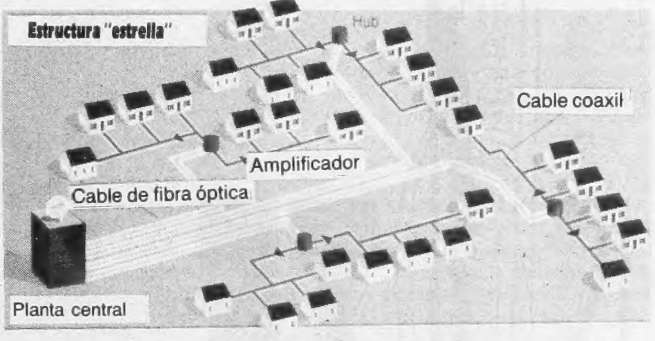 Estructura "estrella"
Hub
Cable coaxil
Amplificador
Cable de fibra óptica
Planta central